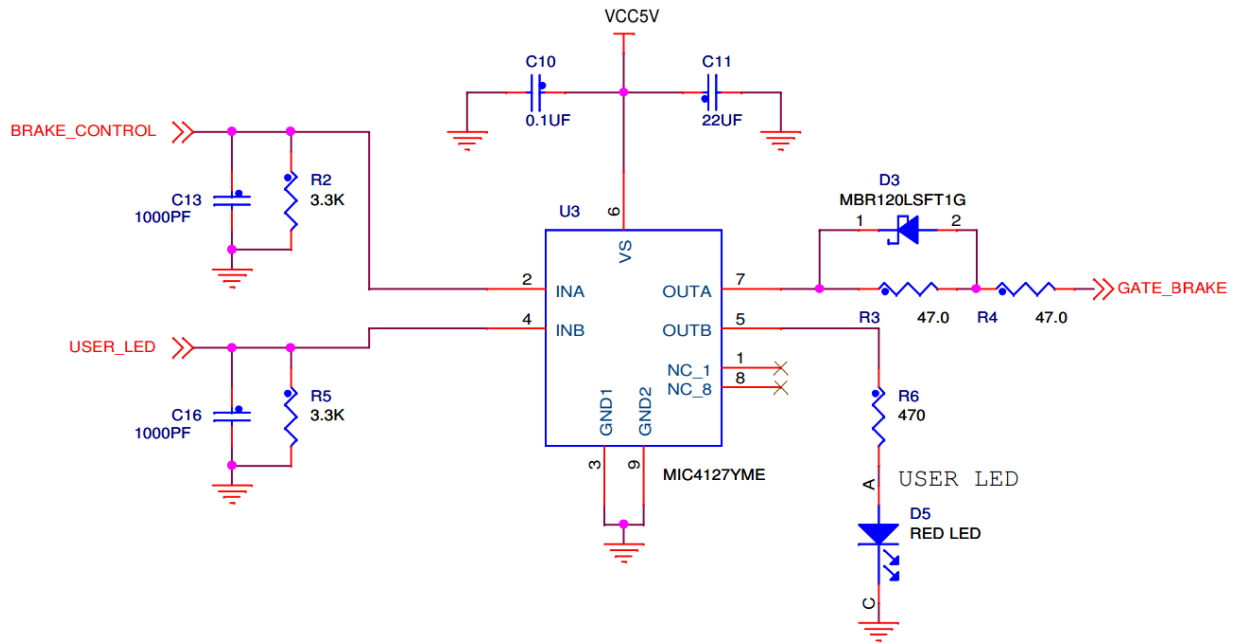 VCC5V
C10
0.1UF
C11
22UF
BRAKE_CONTROL
C13
1000PF
R2
3.3K
USER_LED
C16
1000PF
R5
3.3K
U3
6
VS
2
INA
4
INB
OUTA
7
OUTB
5
NC_1
1
NC_8
8
GND1
GND2
3
9
MIC4127YME
D3
MBR120LSFT1G
1
2
R3
47.0
R4
47.0
GATE_BRAKE
R6
470
A
USER LED
D5
RED LED
C